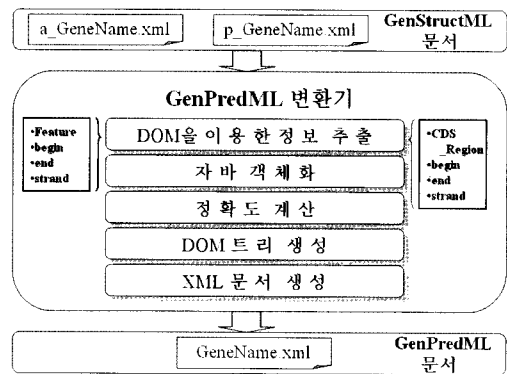 a_GeneName.xml
p_GeneName.xml
GenStructML
문서
GenPredML 변환기
•Feature
•begin
•end
•strand
DOM을 이용한 정보 추출
자바 객체화
정확도 계산
DOM 트리 생성
XML 문서 생성
•CDS
_Region
•begin
•end
•strand
GeneName.xml
GenPredML
문서